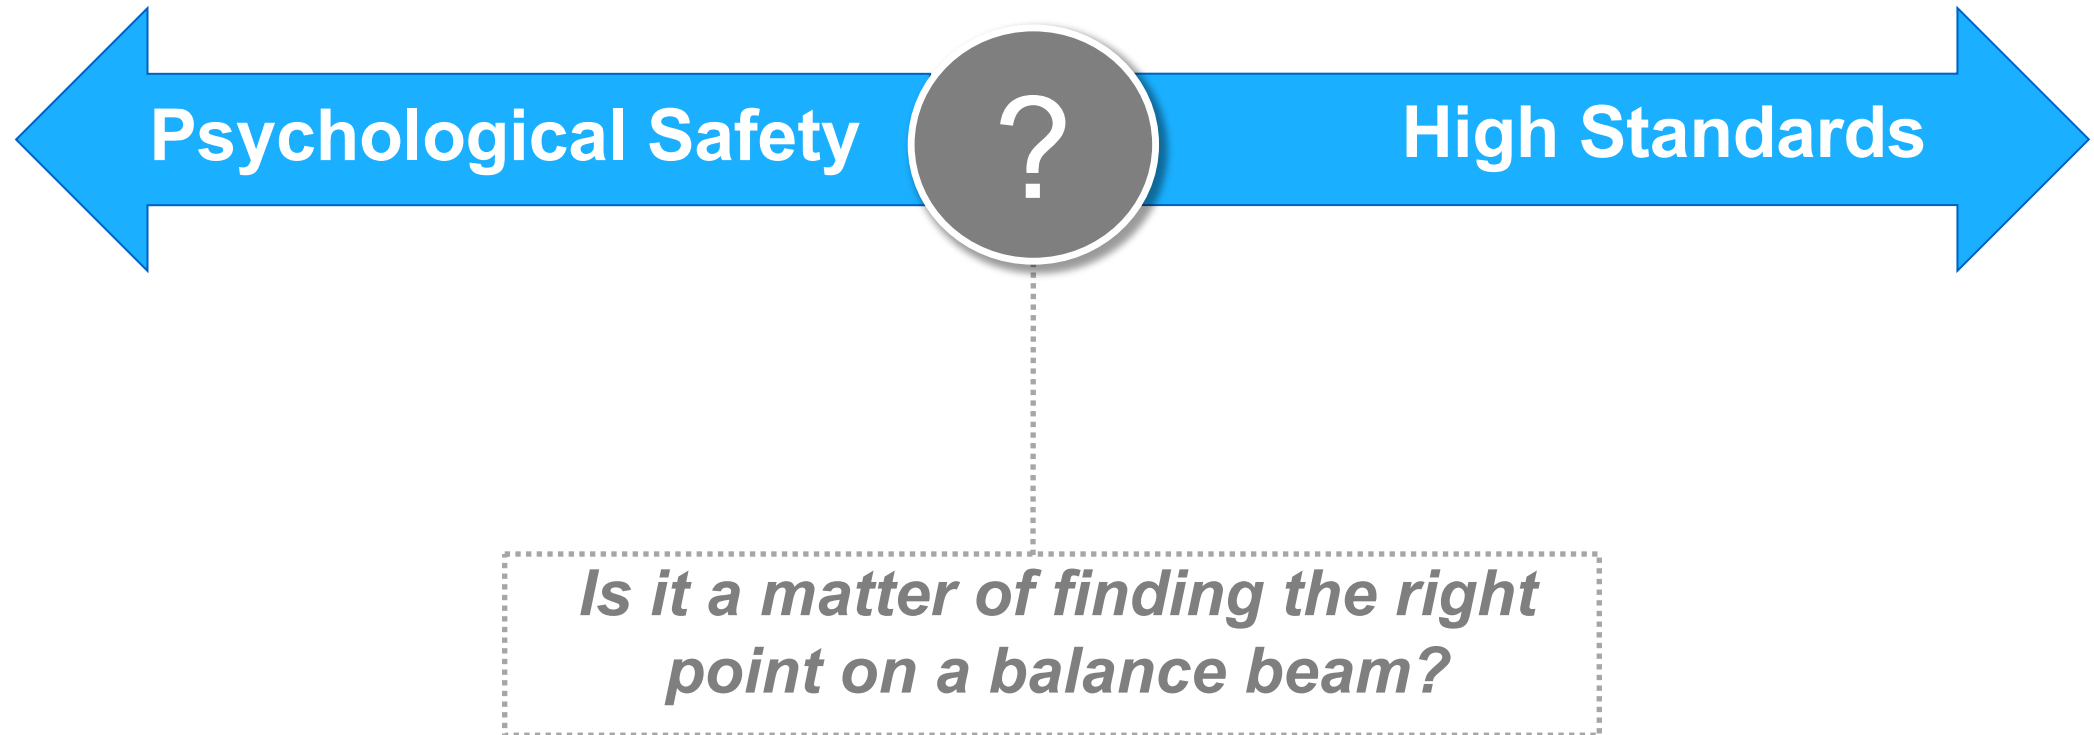 Psychological Safety
?
High Standards
Is it a matter of finding the right
point on a balance beam?